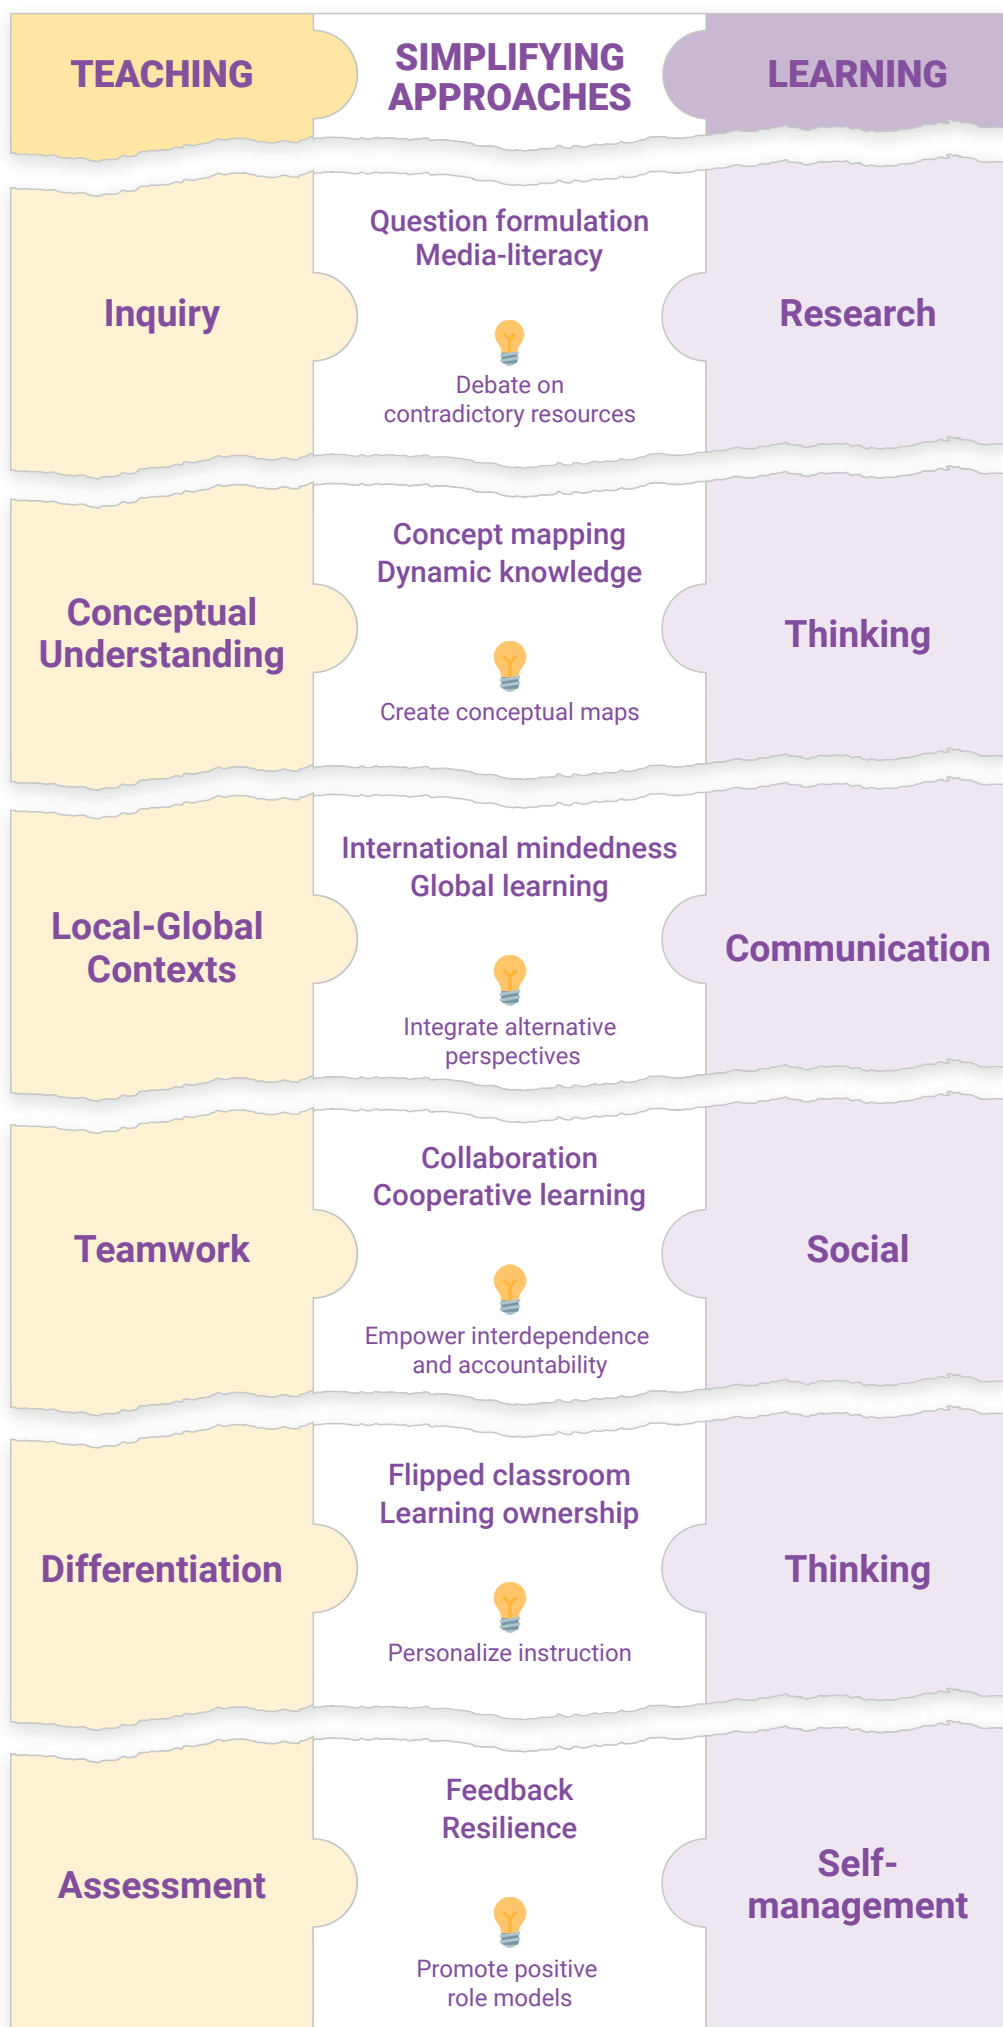 TEACHING
SIMPLIFYING
APPROACHES
LEARNING
Inquiry
Question formulation
Media-literacy
Debate on
contradictory resources
Research
Conceptual
Understanding
Concept mapping
Dynamic knowledge
Create conceptual maps
Thinking
Local-Global
Contexts
International mindedness
Global learning
Integrate alternative
perspectives
Communication
Teamwork
Collaboration
Cooperative learning
Empower interdependence
and accountability
Social
Differentiation
Flipped classroom
Learning ownership
Personalize instruction
Thinking
Assessment
Feedback
Resilience
Promote positive
role models
Self-
management